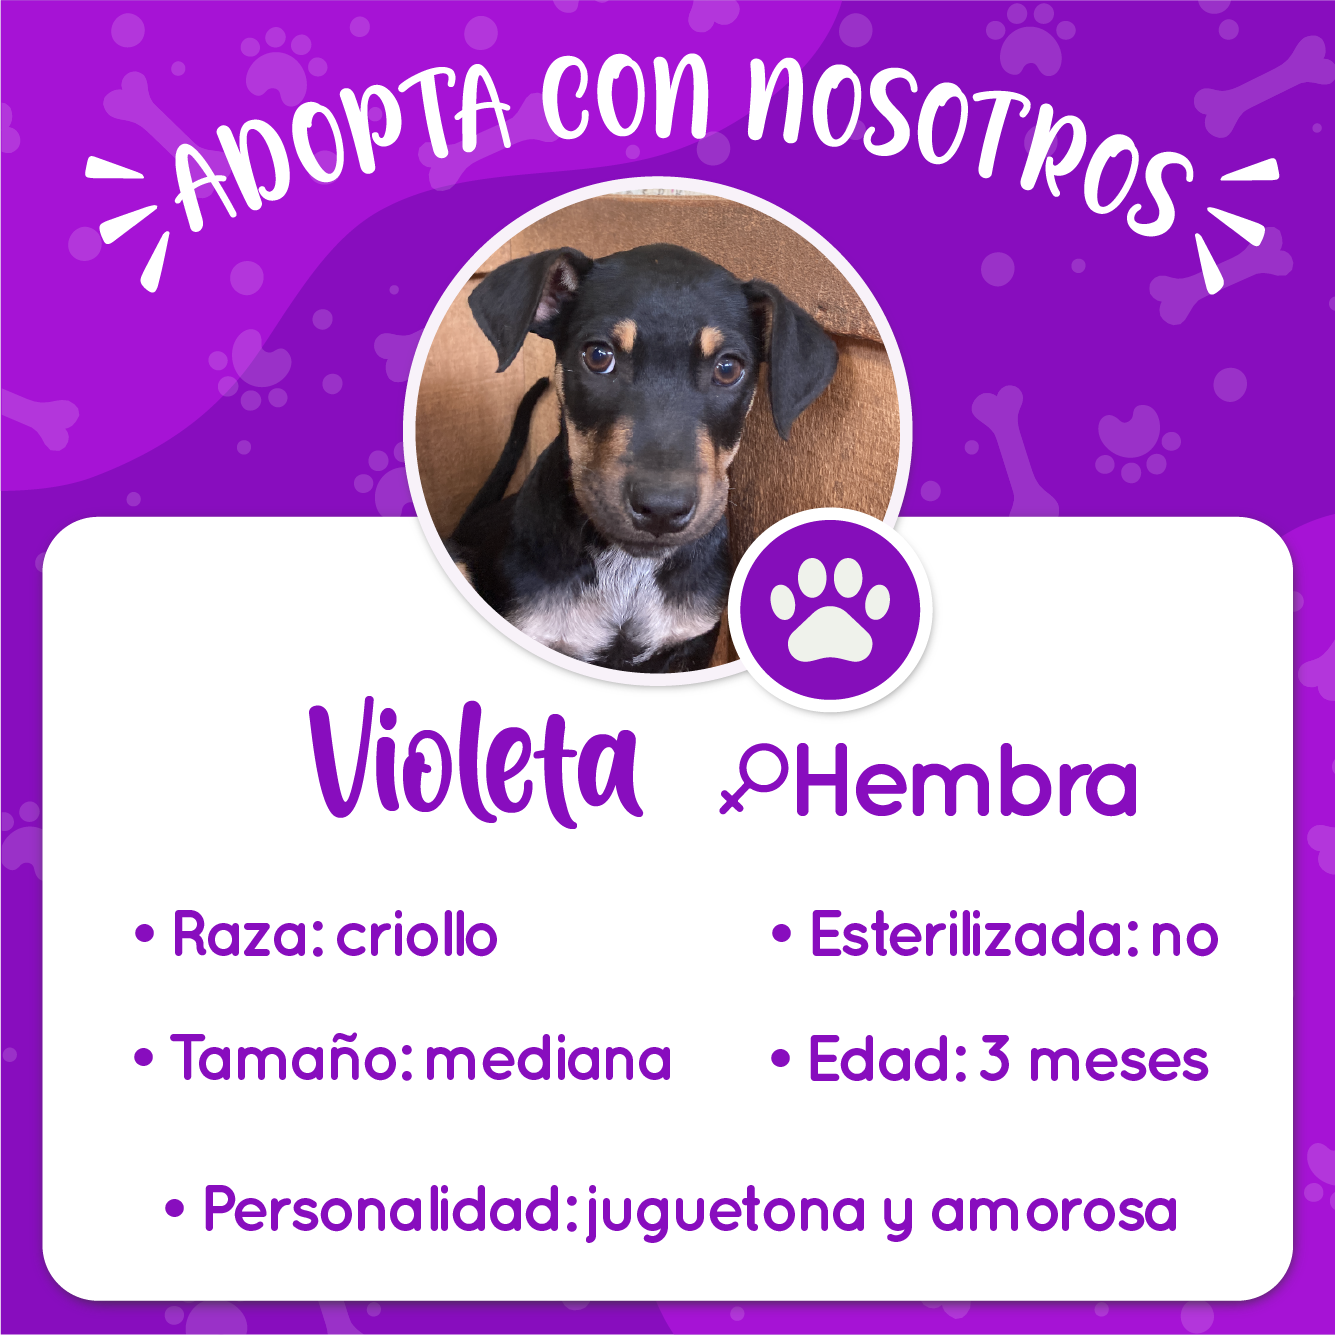 ADOPTA CON NOSOTROS
Violeta
Hembra
• Raza: criollo
• Esterilizada: no
• Tamaño: mediana
• Edad: 3 meses
• Personalidad: juguetona y amorosa